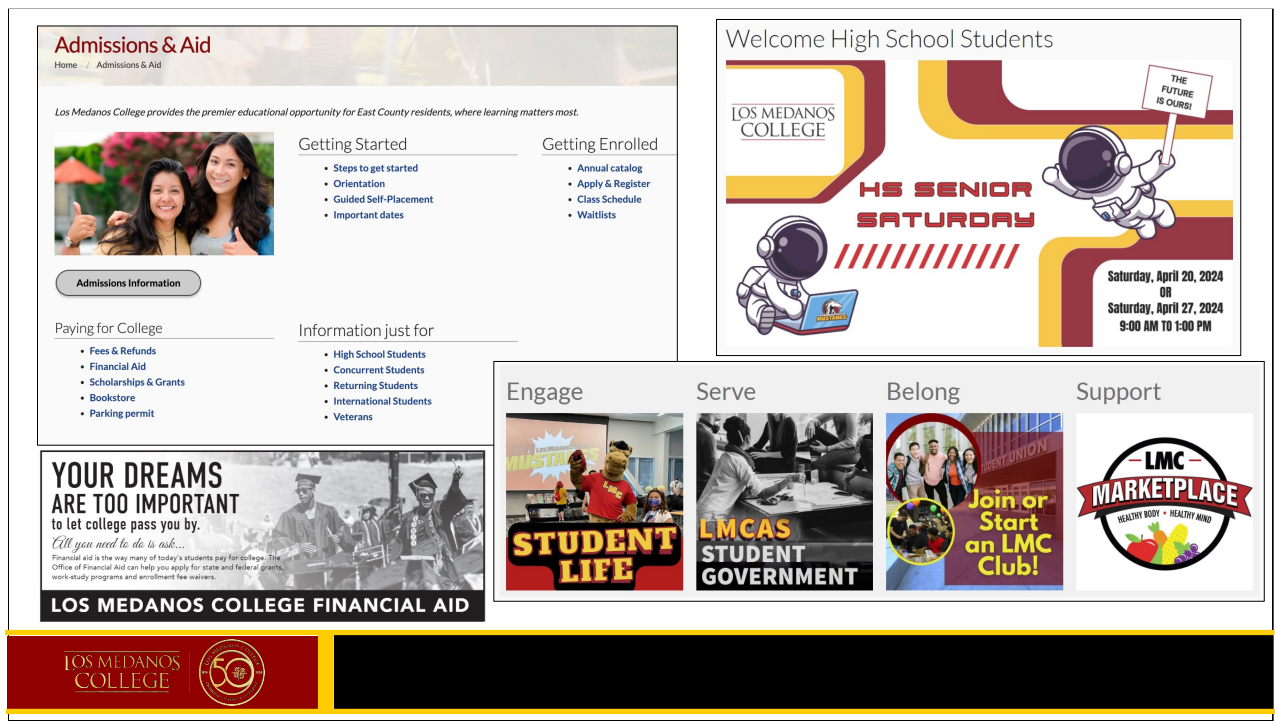 Admissions & Aid
Home / Admissions & Aid
Los Medanos College provides the premier educational opportunity for East County residents, where learning matters most.
Getting Started
Steps to get started
Orientation
Guided Self-Placement
Important dates
Getting Enrolled
Annual catalog
Apply & Register
Class Schedule
Waitlists
Admissions Information
Paying for College
Fees & Refunds
Financial Aid
Scholarships & Grants
Bookstore
Parking permit
Information just for
High School Students
Concurrent Students
Returning Students
International Students
Veterans
Welcome High School Students
LOS MEDANOS
COLLEGE
THE
FUTURE
IS OURS!
HS SENIOR
SATURDAY
MUSTANGS
Saturday, April 20, 2024
OR
Saturday, April 27, 2024
9:00 AM TO 1:00 PM
YOUR DREAMS
ARE TOO IMPORTANT
to let college pass you by.
All you need to do is ask...
Financial aid is the way many of today's students pay for college. The
Office of Financial Aid can help you apply for state and federal grants,
work-study programs and enrollment fee waivers.
LOS MEDANOS COLLEGE FINANCIAL AID
Engage
LOS MEDANOS
MUSTANGS
LMC
STUDENT
LIFE
Serve
LMCAS
STUDENT
GOVERNMENT
Belong
STUDENT UNION
Join or
Start
an LMC
Club!
Support
LMC
MARKETPLACE
HEALTHY BODY • HEALTHY MIND
LOS MEDANOS
COLLEGE
50